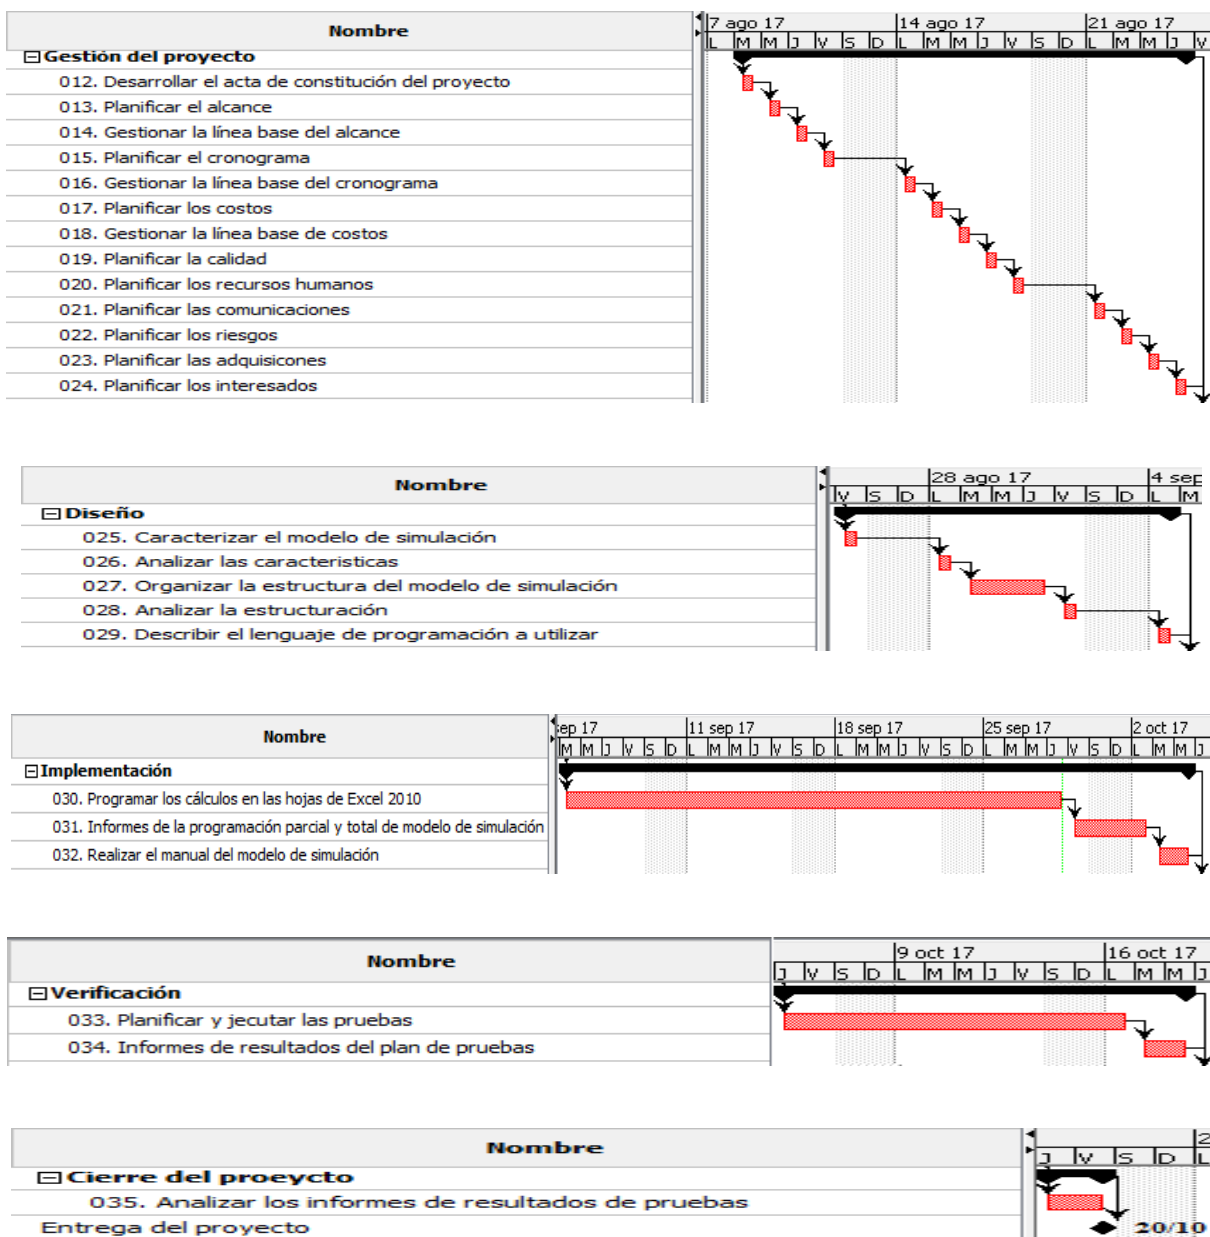 Nombre
7 ago 17 14 ago 17 21 ago 17
L M M J V S D L M M J V S D L M M J V
Gestión del proyecto
012. Desarrollar el acta de constitución del proyecto
013. Planificar el alcance
014. Gestionar la línea base del alcance
015. Planificar el cronograma
016. Gestionar la línea base del cronograma
017. Planificar los costos
018. Gestionar la línea base de costos
019. Planificar la calidad
020. Planificar los recursos humanos
021. Planificar las comunicaciones
022. Planificar los riesgos
023. Planificar las adquisicones
024. Planificar los interesados
Nombre
28 ago 17 4 sep
V S D L M M J V S D L M
Diseño
025. Caracterizar el modelo de simulación
026. Analizar las caracteristicas
027. Organizar la estructura del modelo de simulación
028. Analizar la estructuración
029. Describir el lenguaje de programación a utilizar
Nombre
sep 17 11 sep 17 18 sep 17 25 sep 17 2 oct 17
M M J V S D L M M J V S D L M M J V S D L M M J V S D L M M J
Implementación
030. Programar los cálculos en las hojas de Excel 2010
031. Informes de la programación parcial y total de modelo de simulación
032. Realizar el manual del modelo de simulación
Nombre
9 oct 17 16 oct 17
J V S D L M M J V S D L M M J
Verificación
033. Planificar y jecutar las pruebas
034. Informes de resultados del plan de pruebas
Nombre
2
J V S D L
Cierre del proeycto
035. Analizar los informes de resultados de pruebas
Entrega del proyecto 20/10